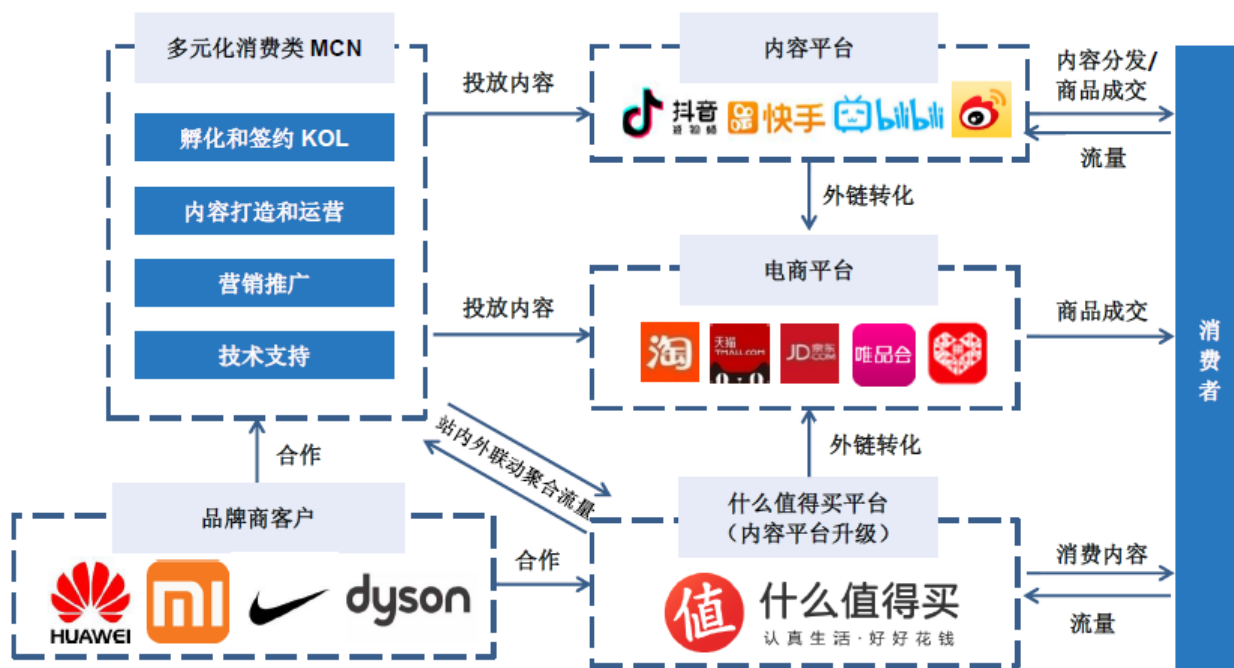 多元化消费类 MCN
孵化和签约 KOL
内容打造和运营
营销推广
技术支持
投放内容
内容平台
抖音
短视频
快手
bilibili
内容分发/
商品成交
流量
外链转化
投放内容
电商平台
淘
天猫
TMALL.COM
JD 京东
.COM
唯品会
商品成交
消
费
者
站内外联动聚合流量
外链转化
合作
品牌商客户
HUAWEI
mi
dyson
合作
什么值得买平台
（内容平台升级）
值
什么值得买
认真生活·好好花钱
消费内容
流量